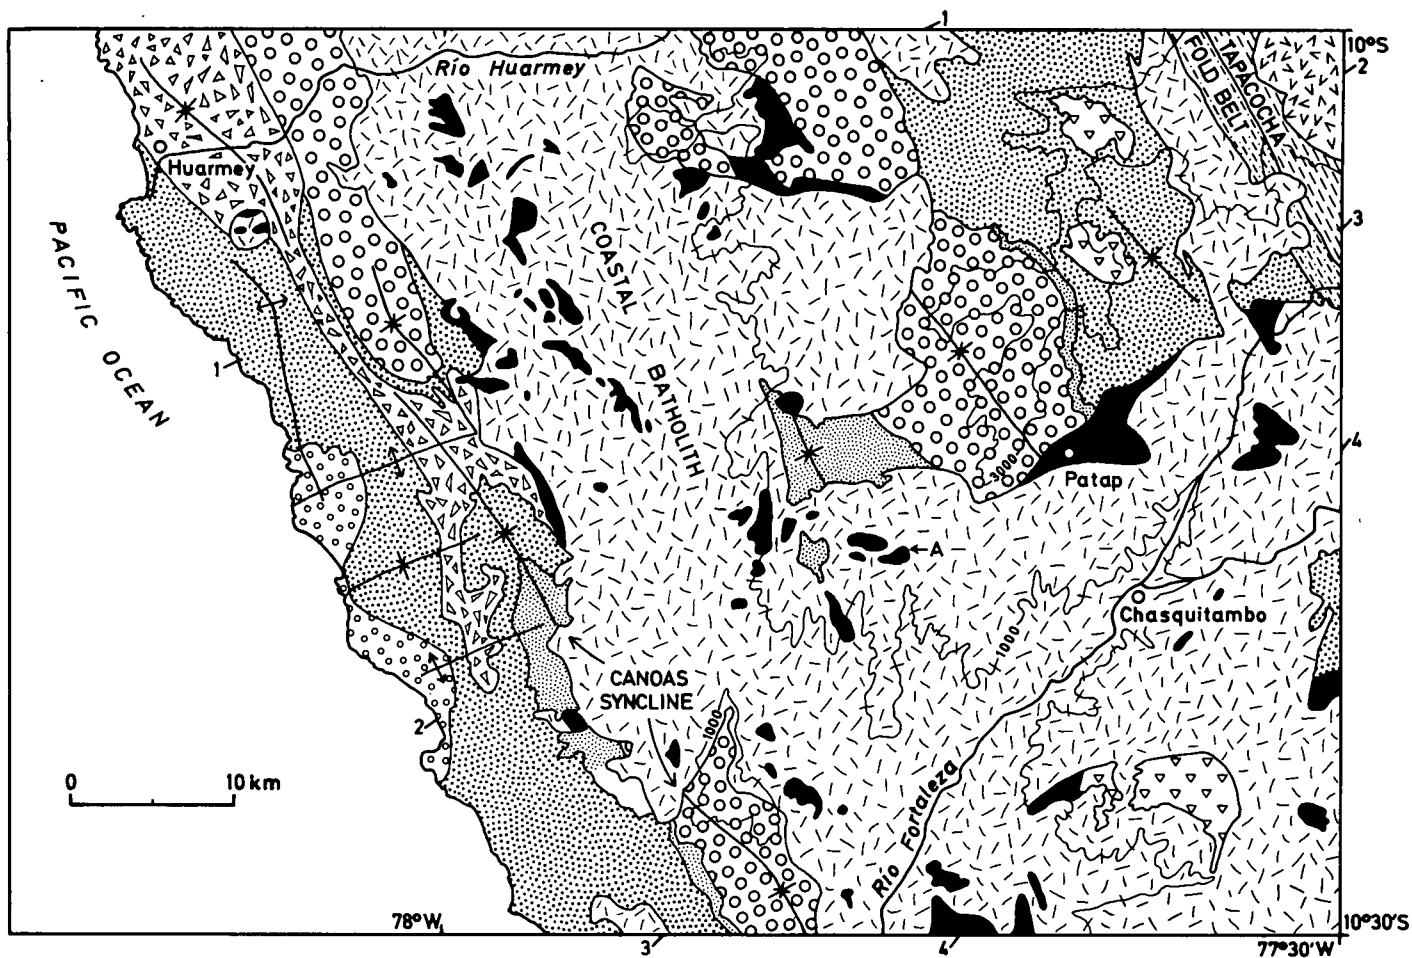 1
10°S
2
Río Huarmey
TAPACOCHA
FOLD BELT
Huarmey
3
PACIFIC OCEAN
COASTAL
BATHOLITH
1
4
3000
Patap
A
Chasquitambo
1000
CANOAS
SYNCLINE
1000
2
0 10 km
Río Fortaleza
78°W
10°30'S
3
4
77°30'W